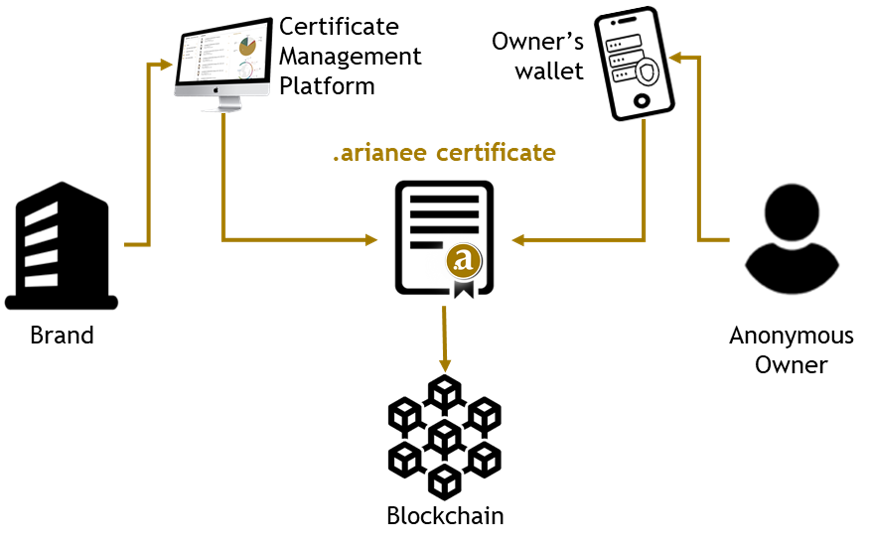 Certificate
Management
Platform
Owner's
wallet
.arianee certificate
.a
Brand
Anonymous
Owner
Blockchain